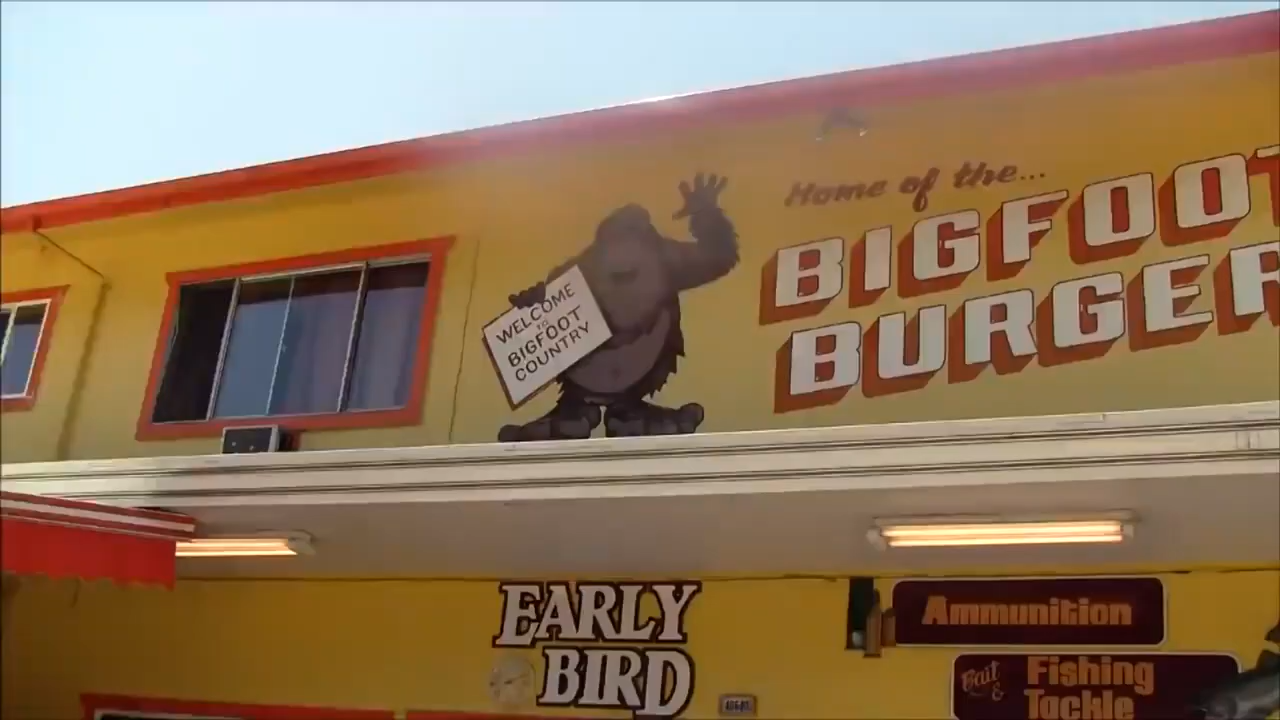 Home of the...
BIGFOOT
BURGER
WELCOME
TO
BIGFOOT
COUNTRY
EARLY
BIRD
Ammunition
Bait
&
Fishing
Tackle